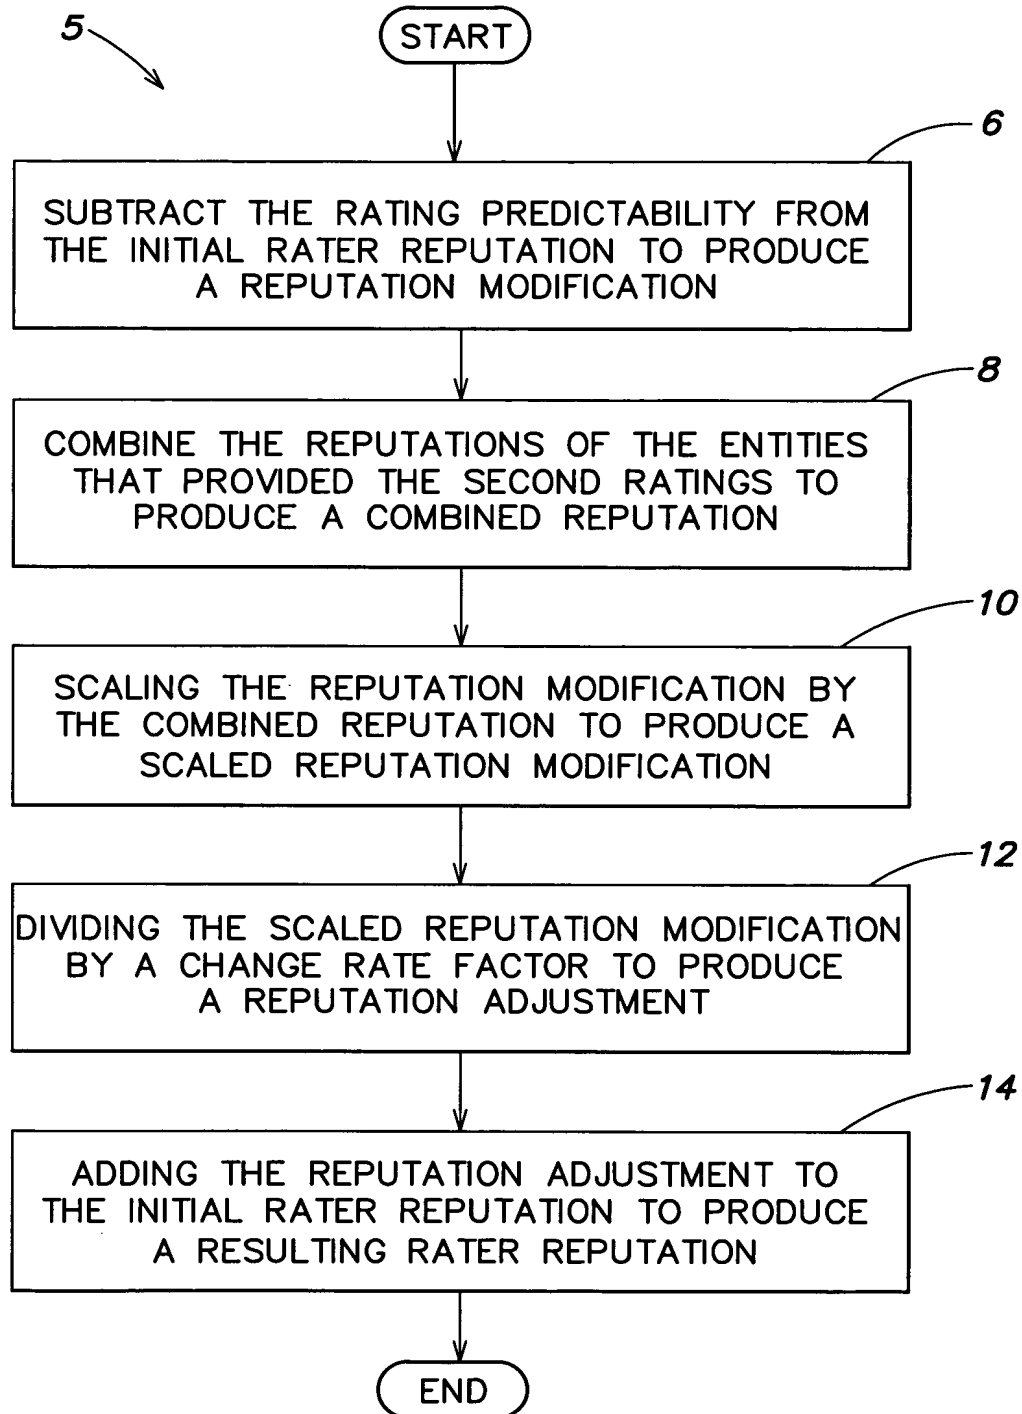 5
START
6
SUBTRACT THE RATING PREDICTABILITY FROM
THE INITIAL RATER REPUTATION TO PRODUCE
A REPUTATION MODIFICATION
8
COMBINE THE REPUTATIONS OF THE ENTITIES
THAT PROVIDED THE SECOND RATINGS TO
PRODUCE A COMBINED REPUTATION
10
SCALING THE REPUTATION MODIFICATION BY
THE COMBINED REPUTATION TO PRODUCE A
SCALED REPUTATION MODIFICATION
12
DIVIDING THE SCALED REPUTATION MODIFICATION
BY A CHANGE RATE FACTOR TO PRODUCE
A REPUTATION ADJUSTMENT
14
ADDING THE REPUTATION ADJUSTMENT TO
THE INITIAL RATER REPUTATION TO PRODUCE
A RESULTING RATER REPUTATION
END